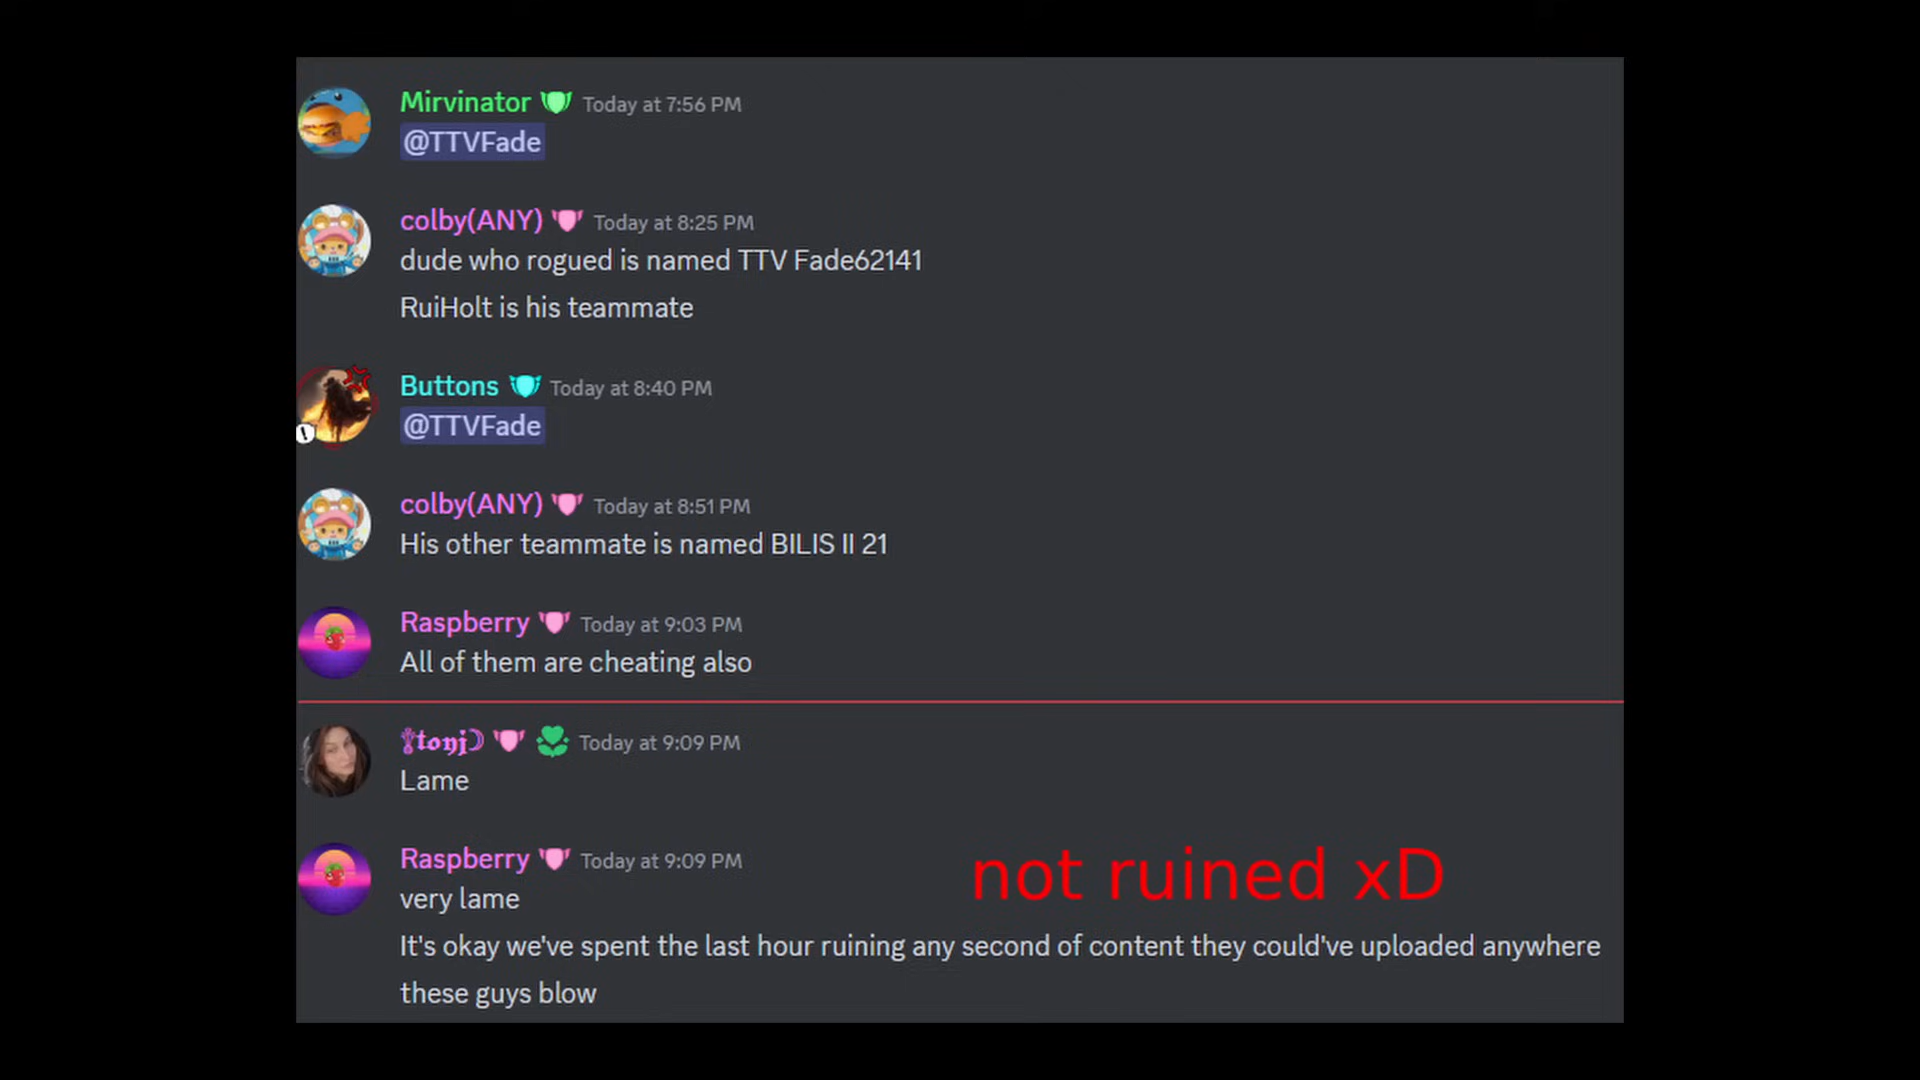 Mirvinator Today at 7:56 PM
@TTVFade
colby(ANY) Today at 8:25 PM
dude who rogued is named TTV Fade62141
RuiHolt is his teammate
Buttons Today at 8:40 PM
@TTVFade
colby(ANY) Today at 8:51 PM
His other teammate is named BILIS II 21
Raspberry Today at 9:03 PM
All of them are cheating also
𝖙𝖔𝖓𝖏☽ Today at 9:09 PM
Lame
Raspberry Today at 9:09 PM
not ruined xD
very lame
It's okay we've spent the last hour ruining any second of content they could've uploaded anywhere
these guys blow